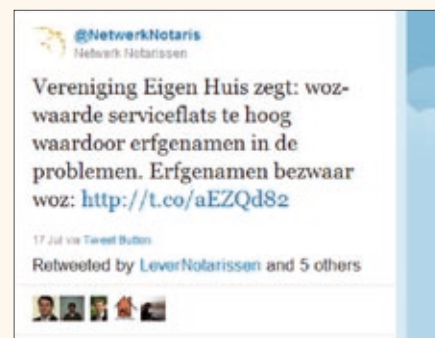 @NetwerkNotaris
Netwerk Notarissen
Vereniging Eigen Huis zegt: woz-
waarde serviceflats te hoog
waardoor erfgenamen in de
problemen. Erfgenamen bezwaar
woz: http://t.co/aEZQd82
17 Jul via Tweet Button
Retweeted by LeverNotarissen and 5 others